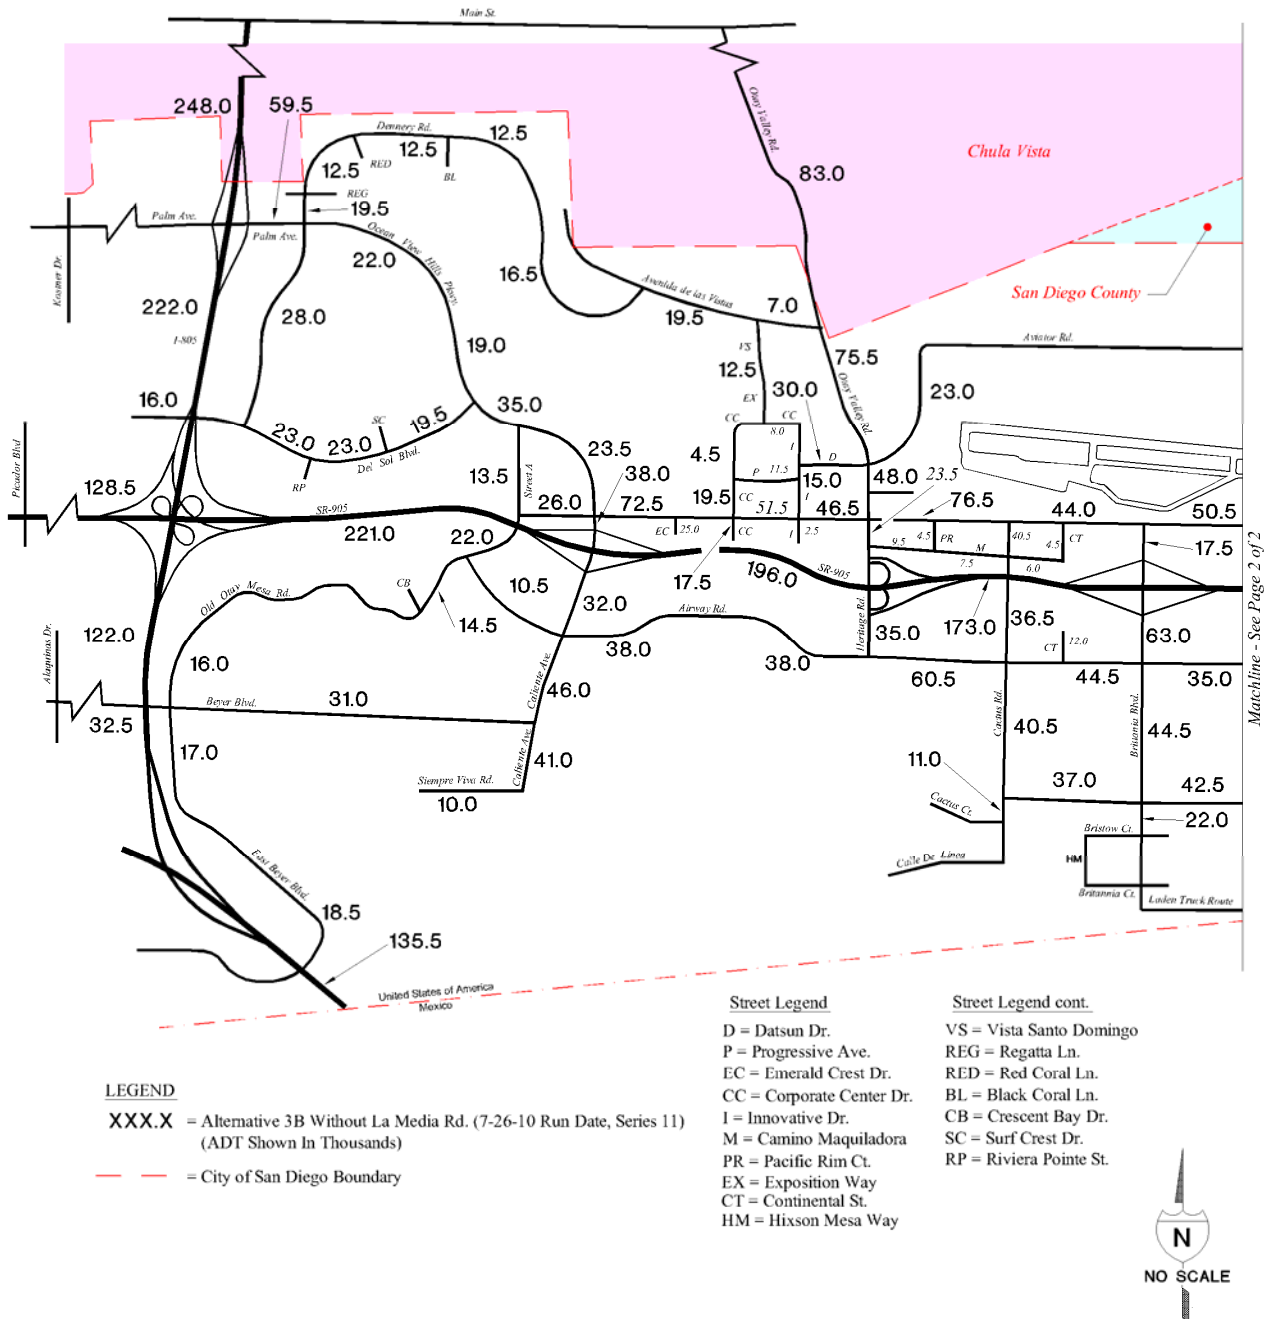 Main St.
248.0
59.5
Dennery Rd.
12.5
12.5
12.5
RED
BL
REG
19.5
Otay Valley Rd.
83.0
Chula Vista
San Diego County
Palm Ave.
Palm Ave.
Ocean View Hills Pkwy.
22.0
Kostner Dr.
222.0
I-805
28.0
16.5
Avenida de las Vistas
7.0
19.5
19.0
VS
12.5
EX
30.0
75.5
Otay Valley Rd.
Aviator Rd.
23.0
16.0
35.0
SC
19.5
23.0
23.0
Del Sol Blvd.
RP
CC
CC
8.0
I
D
23.5
4.5
P
11.5
15.0
48.0
23.5
Picador Blvd
128.5
13.5
Street A
38.0
26.0
72.5
19.5
CC
51.5
I
46.5
76.5
44.0
50.5
SR-905
221.0
22.0
EC
25.0
CC
I
2.5
9.5
4.5
PR
M
40.5
4.5
CT
17.5
7.5
6.0
17.5
196.0
SR-905
CB
10.5
Old Otay Mesa Rd.
14.5
32.0
Airway Rd.
38.0
38.0
Heritage Rd.
35.0
173.0
36.5
CT
12.0
63.0
122.0
Alaquinas Dr.
16.0
60.5
44.5
35.0
Beyer Blvd.
31.0
32.5
Caliente Ave.
46.0
Cactus Rd.
40.5
Brittania Blvd.
44.5
17.0
Caliente Ave.
41.0
Siempre Viva Rd.
10.0
11.0
37.0
42.5
Cactus Ct.
22.0
Bristow Ct.
Calle De Linea
HM
Britannia Ct.
Laden Truck Route
East Beyer Blvd.
18.5
135.5
United States of America
Mexico
Matchline - See Page 2 of 2
Street Legend
D = Datsun Dr.
P = Progressive Ave.
EC = Emerald Crest Dr.
CC = Corporate Center Dr.
I = Innovative Dr.
M = Camino Maquiladora
PR = Pacific Rim Ct.
EX = Exposition Way
CT = Continental St.
HM = Hixson Mesa Way
Street Legend cont.
VS = Vista Santo Domingo
REG = Regatta Ln.
RED = Red Coral Ln.
BL = Black Coral Ln.
CB = Crescent Bay Dr.
SC = Surf Crest Dr.
RP = Riviera Pointe St.
LEGEND
XXX.X = Alternative 3B Without La Media Rd. (7-26-10 Run Date, Series 11)
(ADT Shown In Thousands)
= City of San Diego Boundary
N
NO SCALE